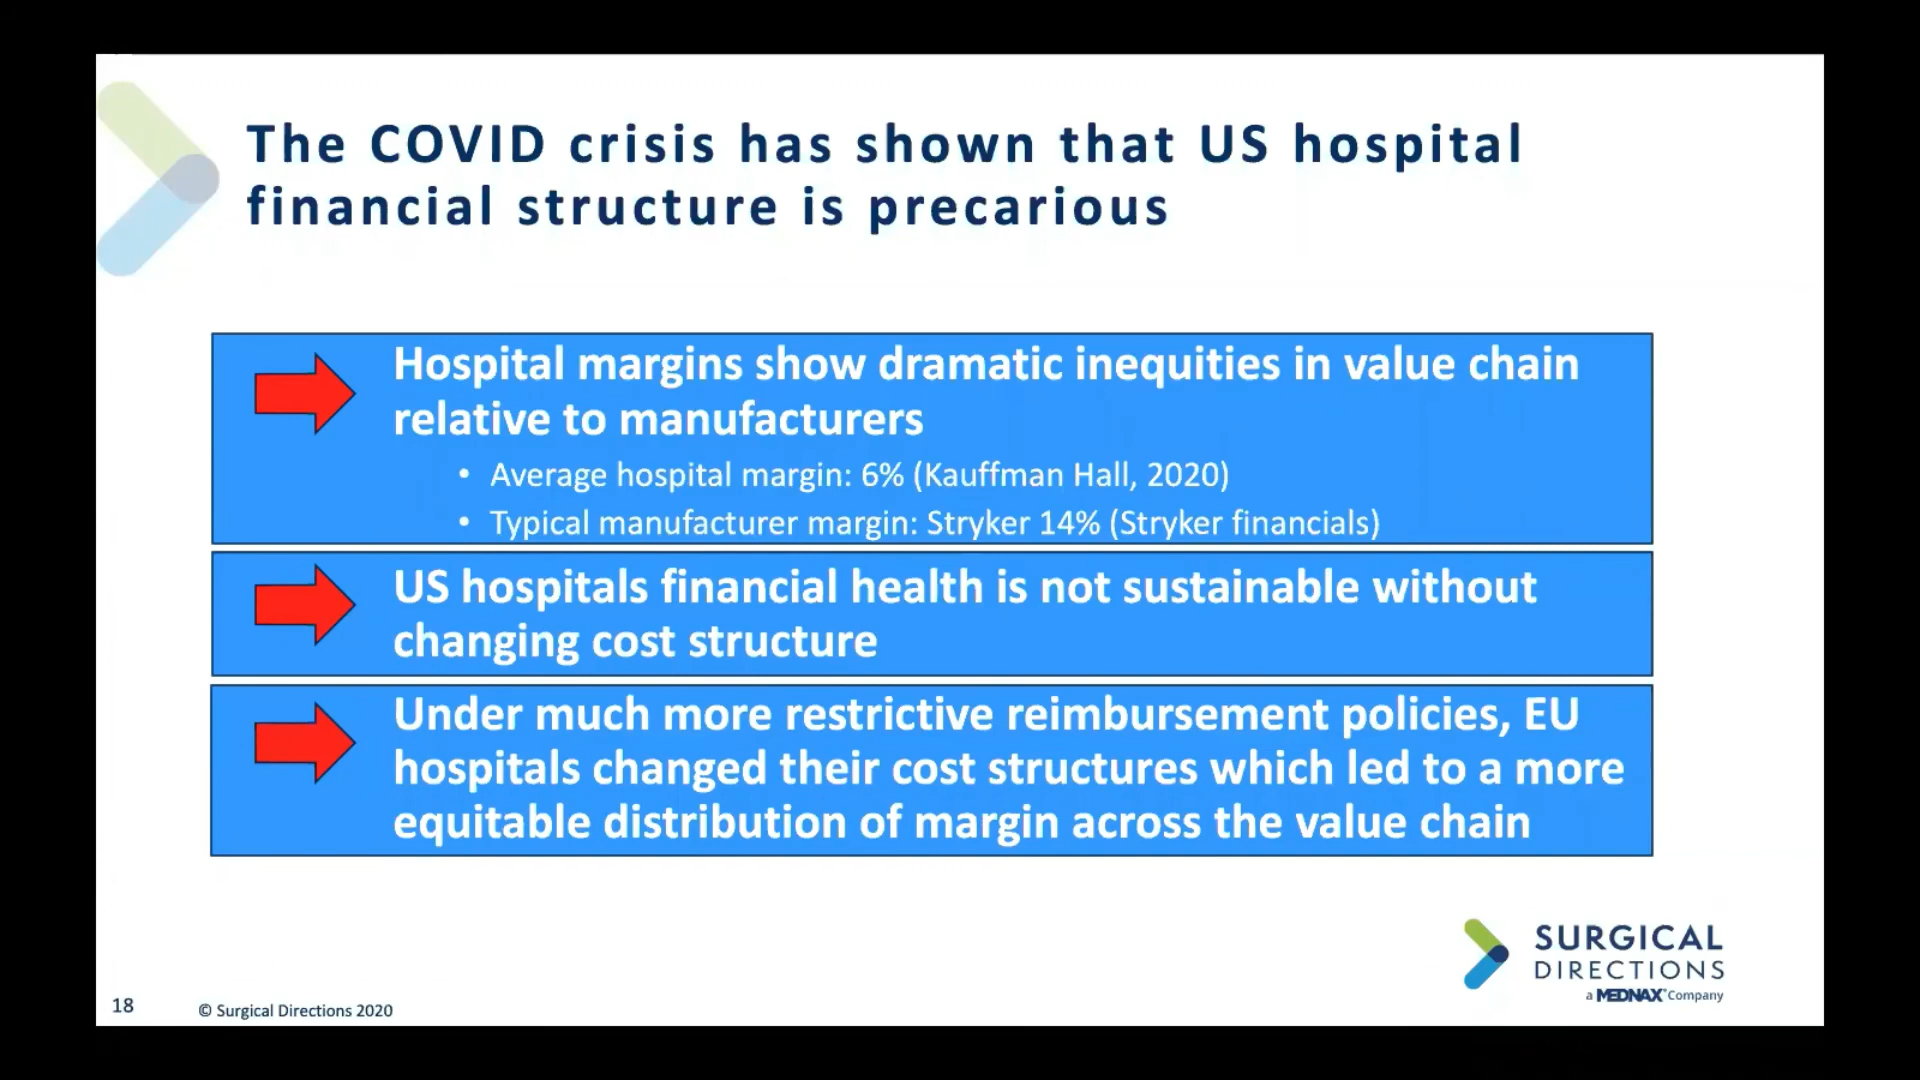 The COVID crisis has shown that US hospital
financial structure is precarious
Hospital margins show dramatic inequities in value chain
relative to manufacturers
• Average hospital margin: 6% (Kauffman Hall, 2020)
• Typical manufacturer margin: Stryker 14% (Stryker financials)
US hospitals financial health is not sustainable without
changing cost structure
Under much more restrictive reimbursement policies, EU
hospitals changed their cost structures which led to a more
equitable distribution of margin across the value chain
SURGICAL
DIRECTIONS
a MEDNAX® Company
18
© Surgical Directions 2020